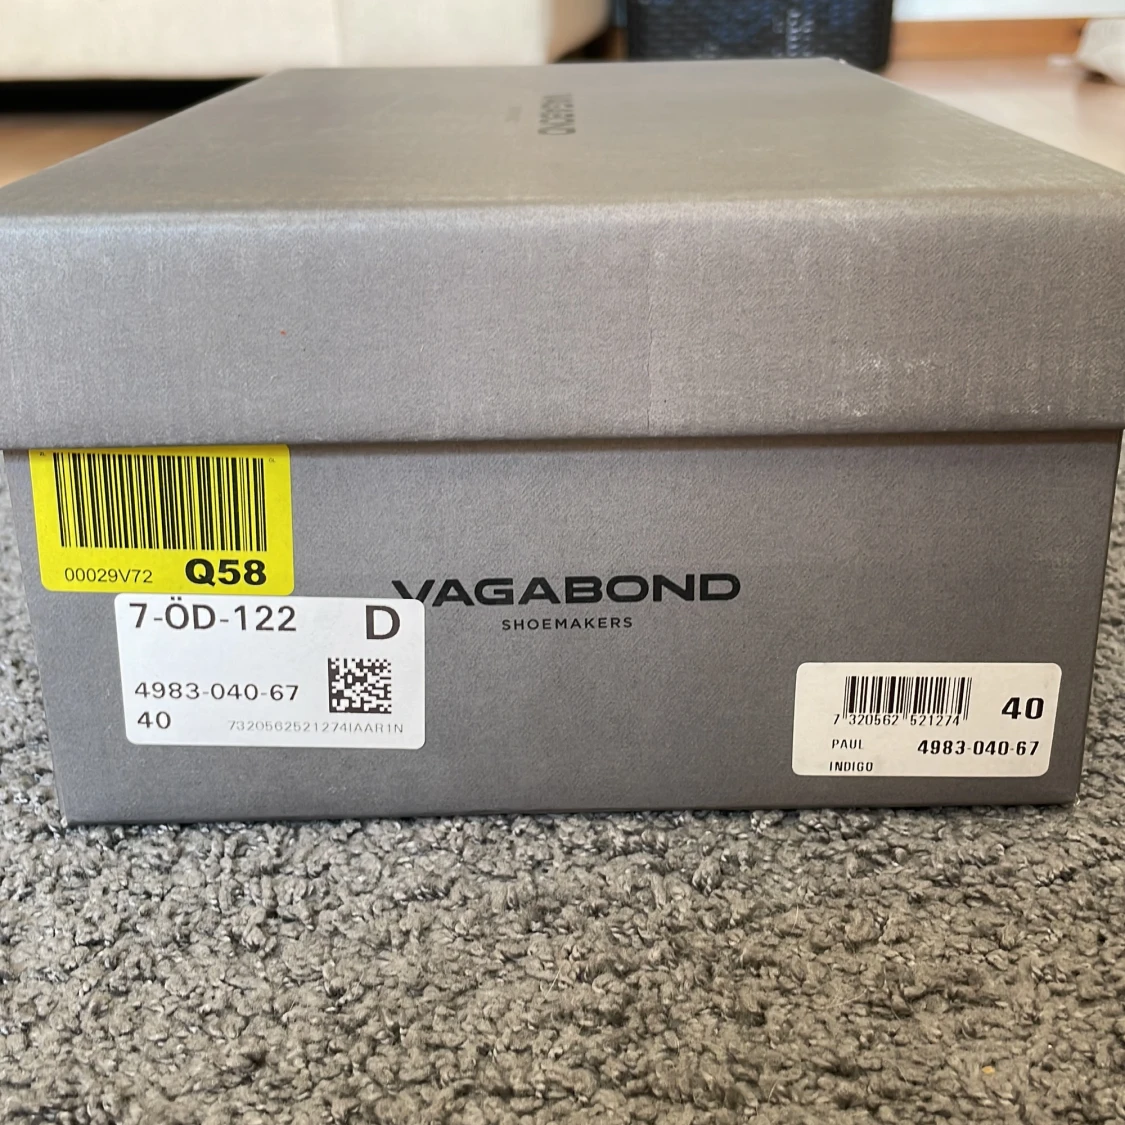 VAGABOND
00029V72 Q58
VAGABOND
SHOEMAKERS
7-ÖD-122 D
4983-040-67
40 7320562521274IAAR1N
7 320562 521274 40
PAUL 4983-040-67
INDIGO